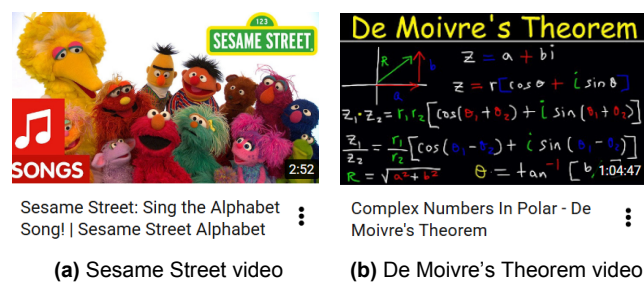 123
SESAME STREET
SONGS
2:52
Sesame Street: Sing the Alphabet
Song! | Sesame Street Alphabet
(a) Sesame Street video
De Moivre's Theorem
R b a
z = a + bi
z = r[cosθ + i sinθ]
z₁·z₂ = r₁r₂[cos(θ₁+θ₂) + i sin(θ₁+θ₂)]
z₁/z₂ = r₁/r₂[cos(θ₁-θ₂) + i sin(θ₁-θ₂)]
R = √a²+b² θ = tan⁻¹ [b,
1:04:47
Complex Numbers In Polar - De
Moivre's Theorem
(b) De Moivre’s Theorem video